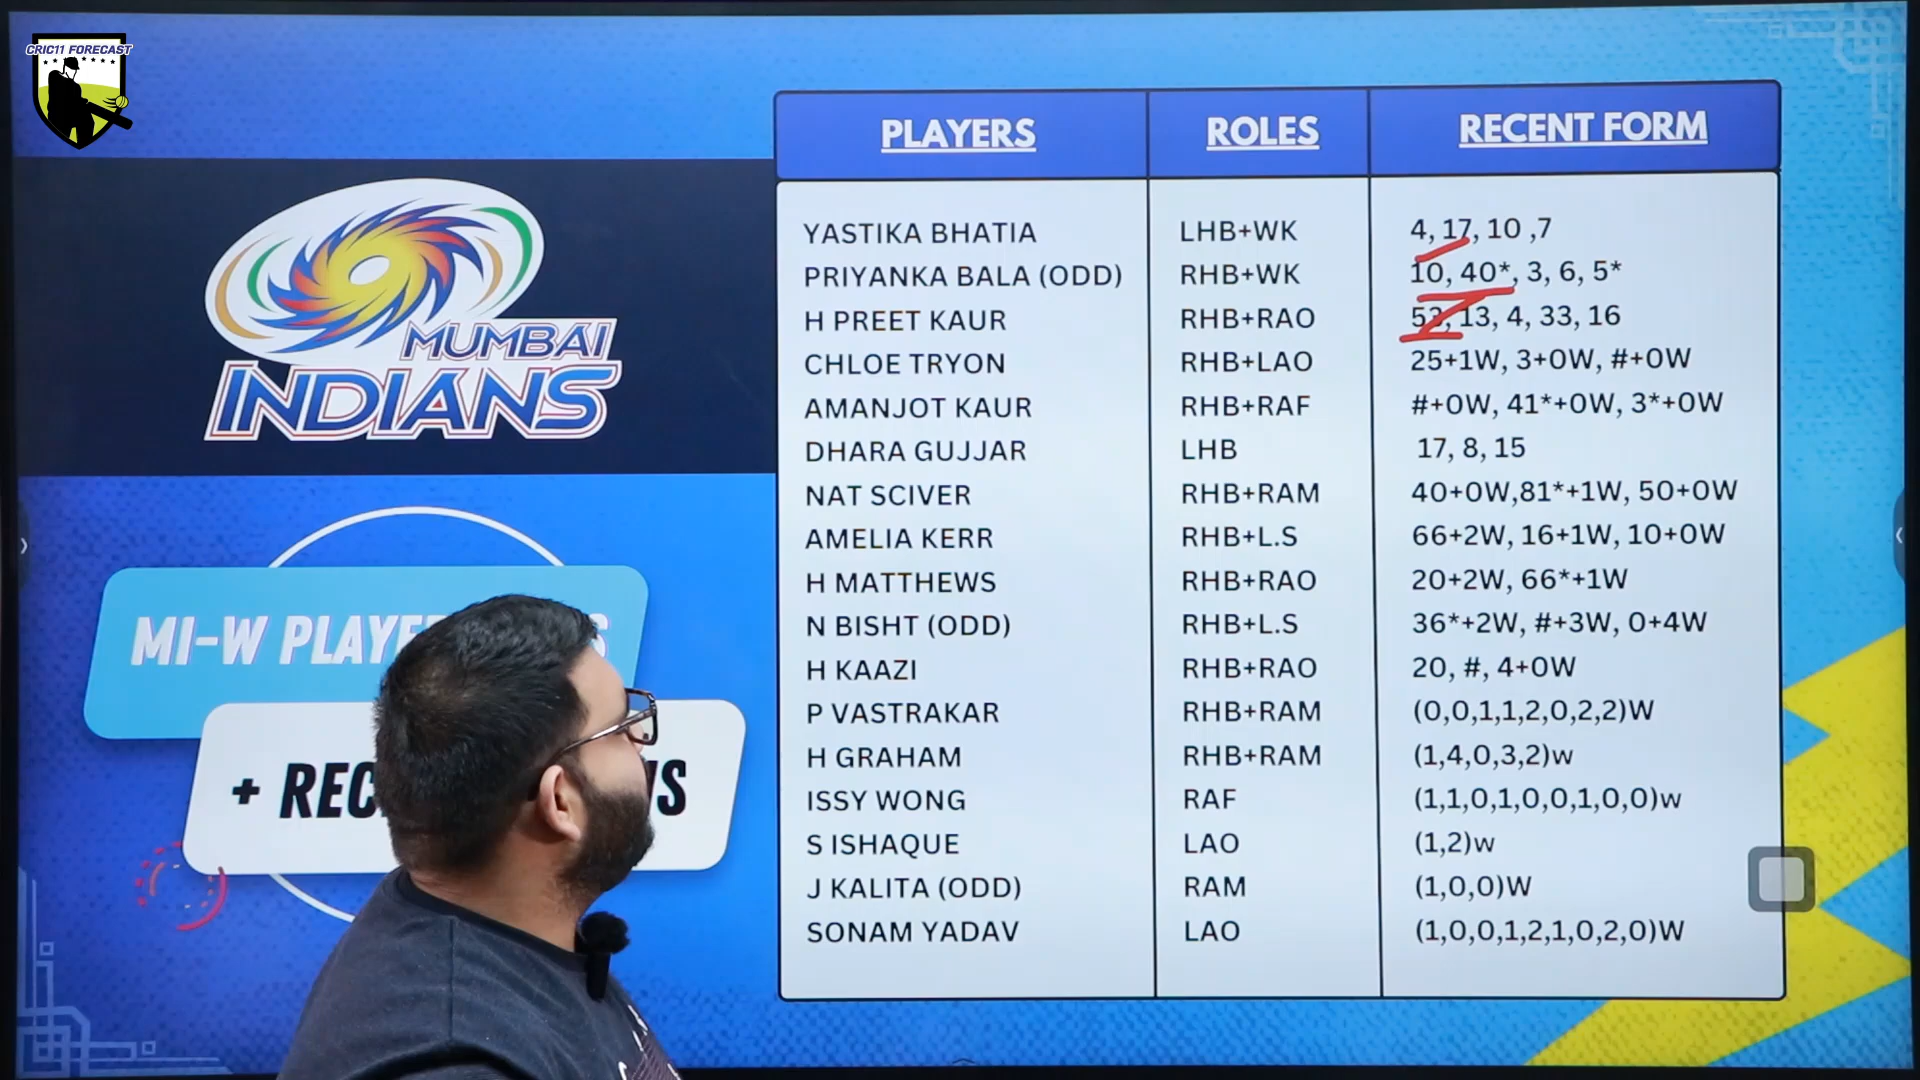 CRIC11 FORECAST
MUMBAI
INDIANS
MI-W
+
PLAYERS ROLES RECENT FORM
YASTIKA BHATIA LHB+WK 4, 17, 10 ,7
PRIYANKA BALA (ODD) RHB+WK 10, 40*, 3, 6, 5*
H PREET KAUR RHB+RAO 53, 13, 4, 33, 16
CHLOE TRYON RHB+LAO 25+1W, 3+0W, #+0W
AMANJOT KAUR RHB+RAF #+0W, 41*+0W, 3*+0W
DHARA GUJJAR LHB 17, 8, 15
NAT SCIVER RHB+RAM 40+0W,81*+1W, 50+0W
AMELIA KERR RHB+L.S 66+2W, 16+1W, 10+0W
H MATTHEWS RHB+RAO 20+2W, 66*+1W
N BISHT (ODD) RHB+L.S 36*+2W, #+3W, 0+4W
H KAAZI RHB+RAO 20, #, 4+0W
P VASTRAKAR RHB+RAM (0,0,1,1,2,0,2,2)W
H GRAHAM RHB+RAM (1,4,0,3,2)w
ISSY WONG RAF (1,1,0,1,0,0,1,0,0)w
S ISHAQUE LAO (1,2)w
J KALITA (ODD) RAM (1,0,0)W
SONAM YADAV LAO (1,0,0,1,2,1,0,2,0)W